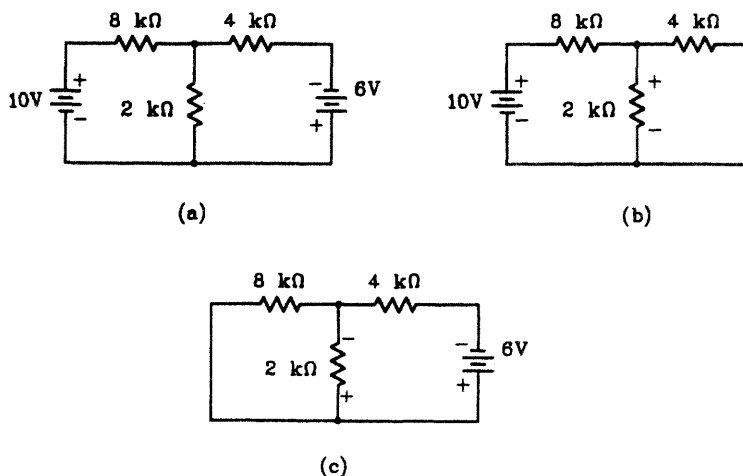 8 kΩ 4 kΩ
10V + - 2 kΩ - + 6V
(a)
8 kΩ 4 kΩ
10V + - 2 kΩ + -
(b)
8 kΩ 4 kΩ
2 kΩ - + - + 6V
(c)